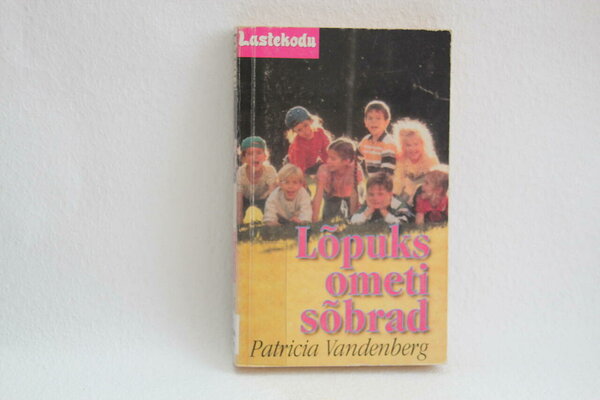 Lastekodu
Lõpuks
ometi
sõbrad
Patricia Vandenberg